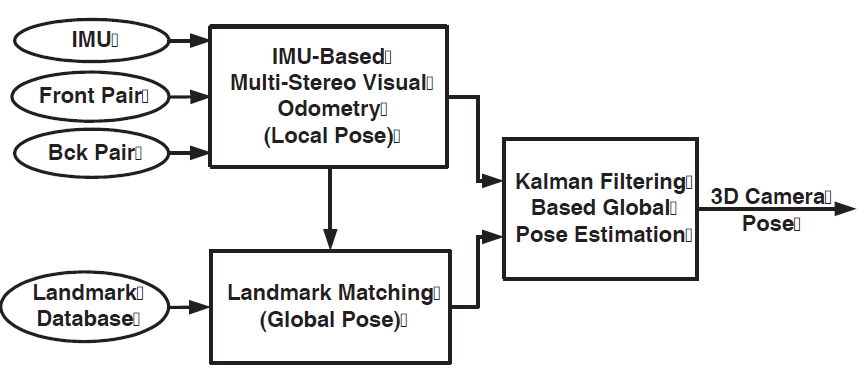 IMU
Front Pair
Bck Pair
IMU-Based
Multi-Stereo Visual
Odometry
(Local Pose)
Landmark
Database
Landmark Matching
(Global Pose)
Kalman Filtering
Based Global
Pose Estimation
3D Camera
Pose